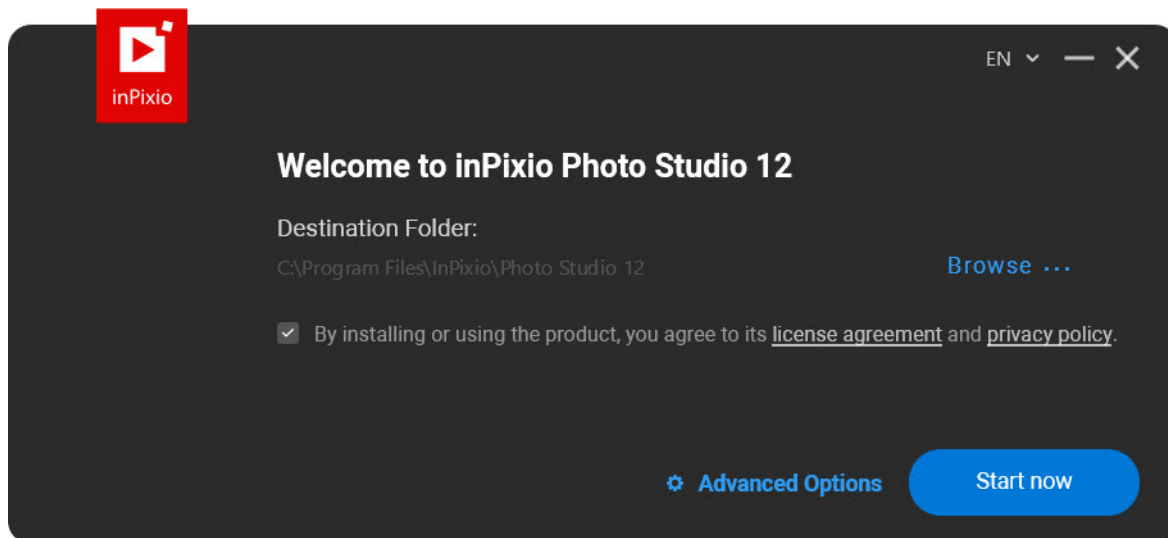 inPixio
EN
Welcome to inPixio Photo Studio 12
Destination Folder:
C:\Program Files\InPixio\Photo Studio 12
Browse ...
By installing or using the product, you agree to its license agreement and privacy policy.
Advanced Options
Start now